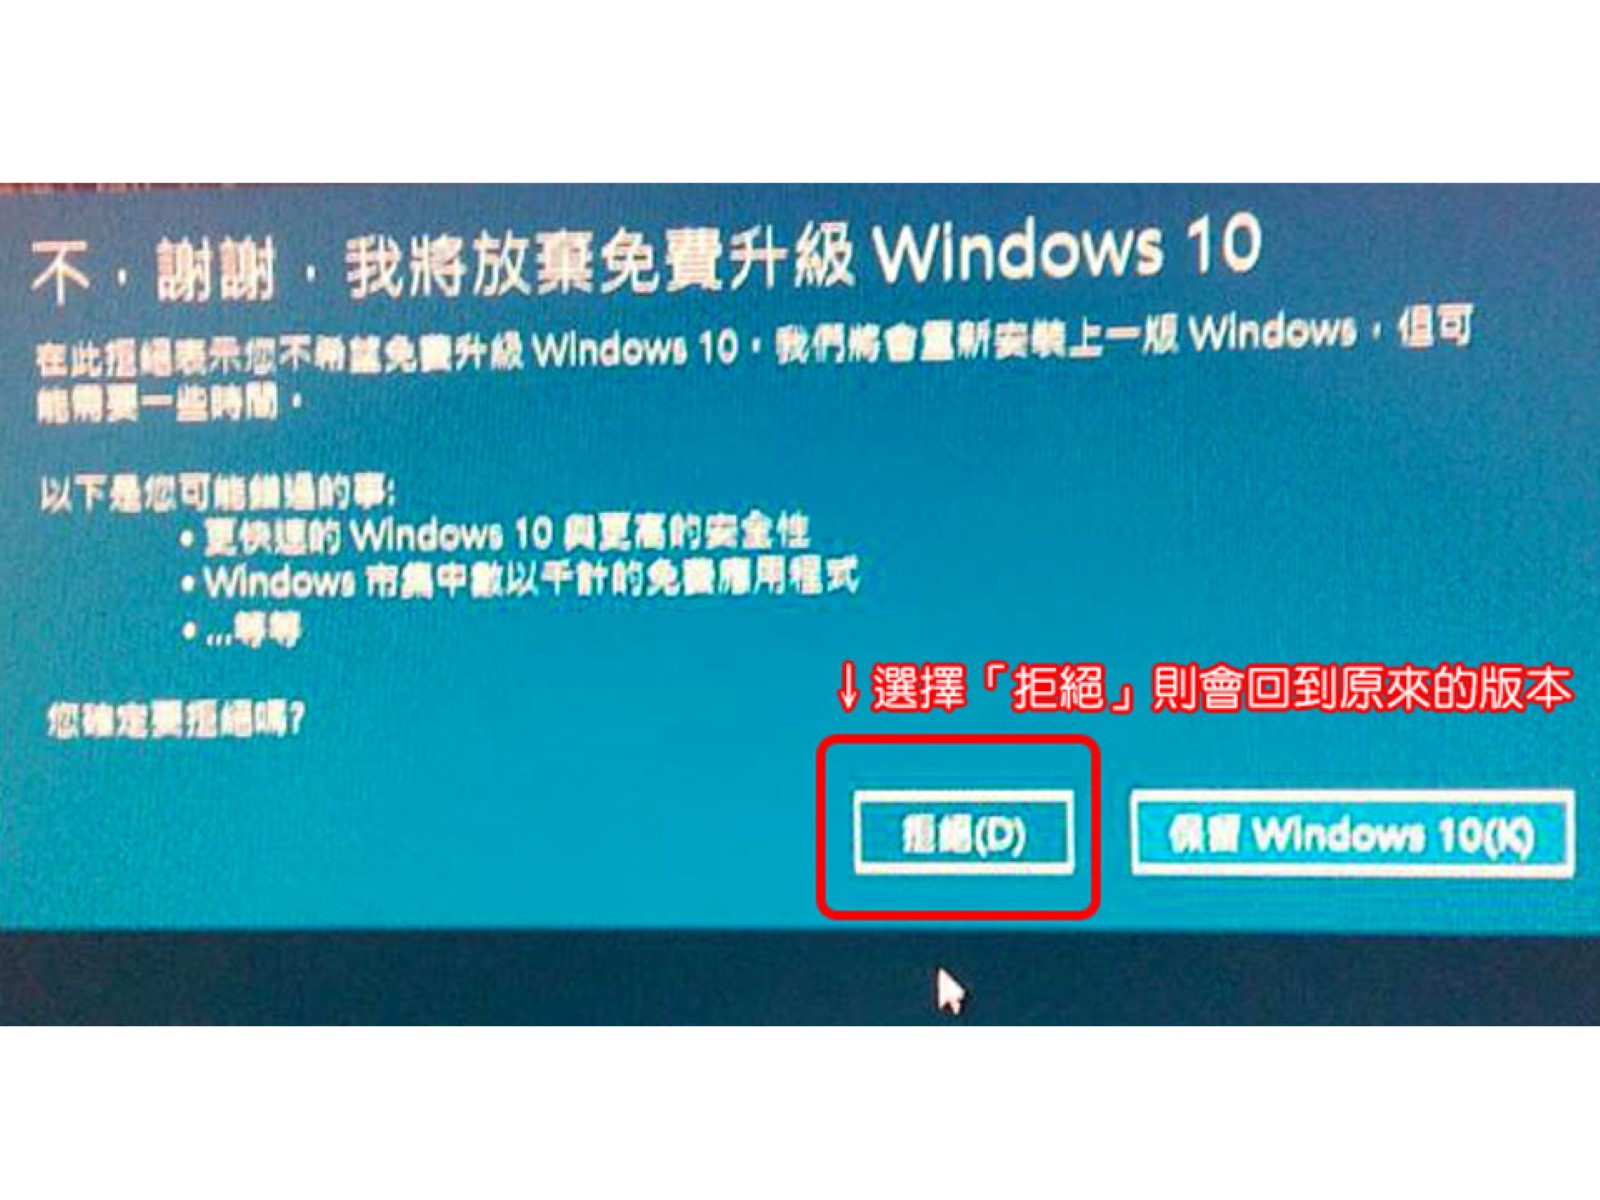 不，謝謝，我將放棄免費升級 Windows 10
在此拒絕表示您不希望免費升級 Windows 10。我們將會重新安裝上一版 Windows，但可
能需要一些時間。
以下是您可能錯過的事:
• 更快速的 Windows 10 與更高的安全性
• Windows 市集中數以千計的免費應用程式
• ...等等
您確定要拒絕嗎?
↓選擇「拒絕」則會回到原來的版本
拒絕(D)
保留 Windows 10(K)